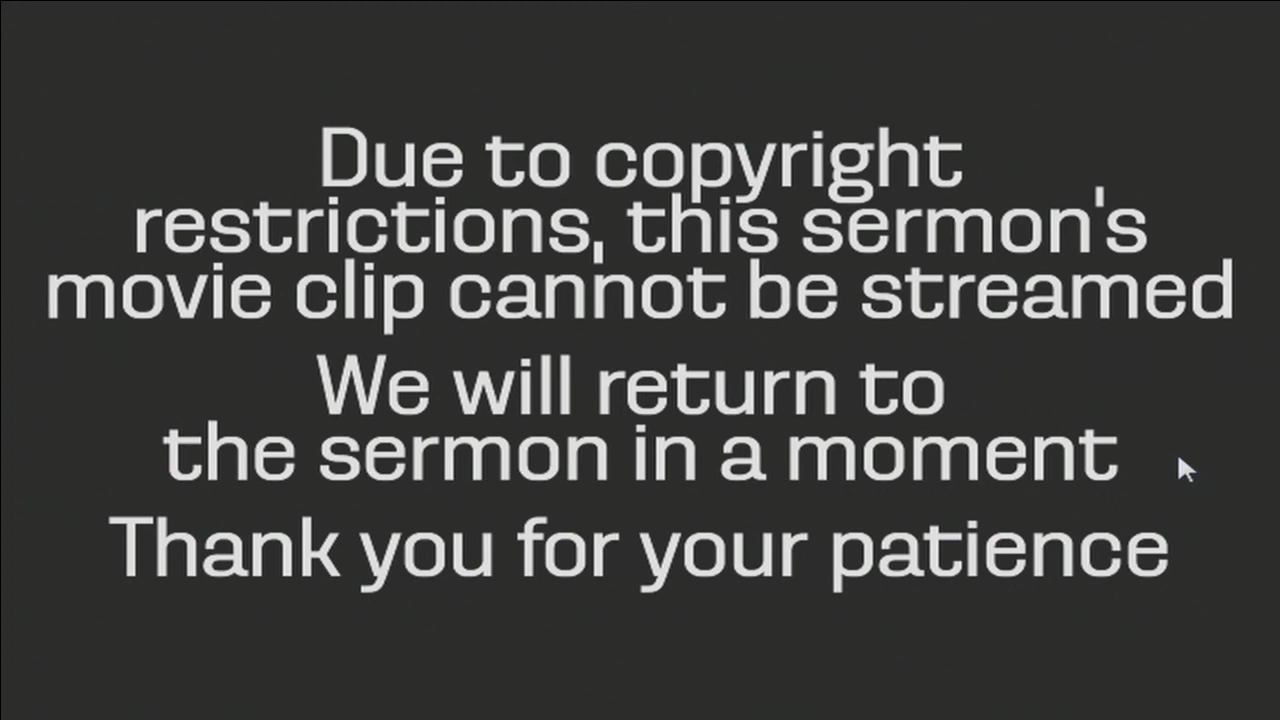 Due to copyright
restrictions, this sermon's
movie clip cannot be streamed
We will return to
the sermon in a moment
Thank you for your patience